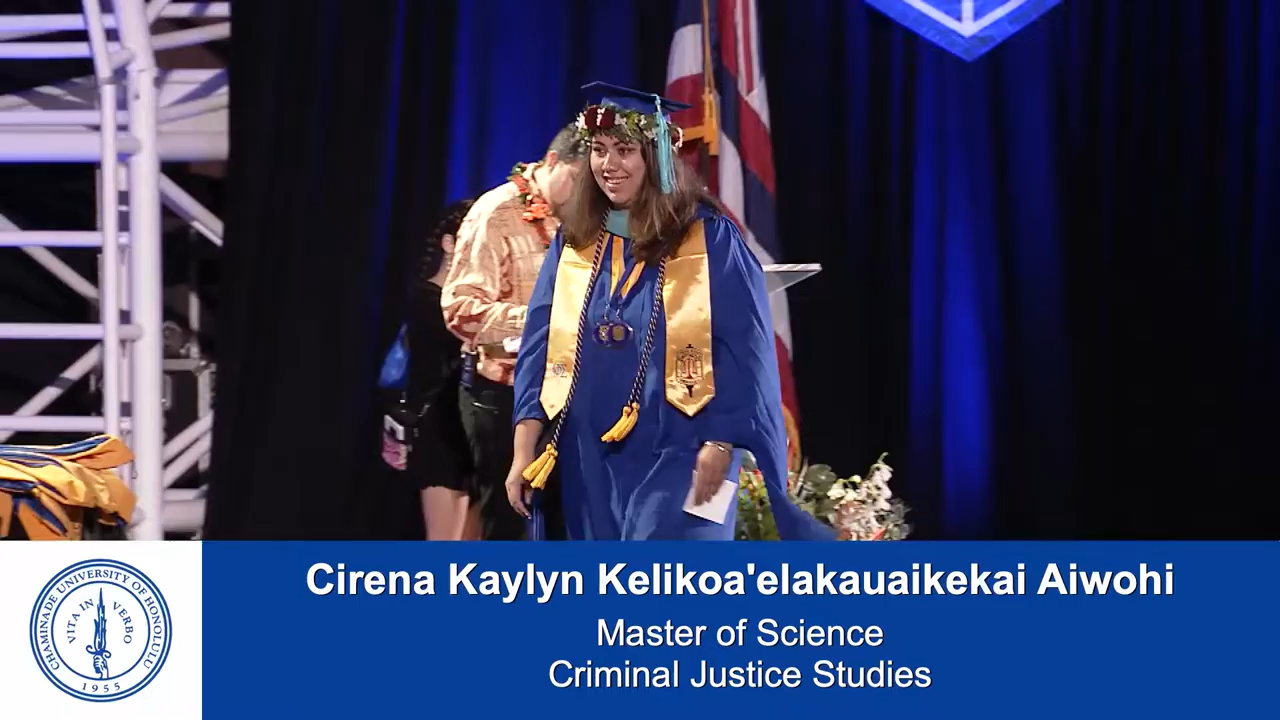 Cirena Kaylyn Kelikoa'elakauaikekai Aiwohi
Master of Science
Criminal Justice Studies
CHAMINADE UNIVERSITY OF HONOLULU
VITA IN VERBO
1955